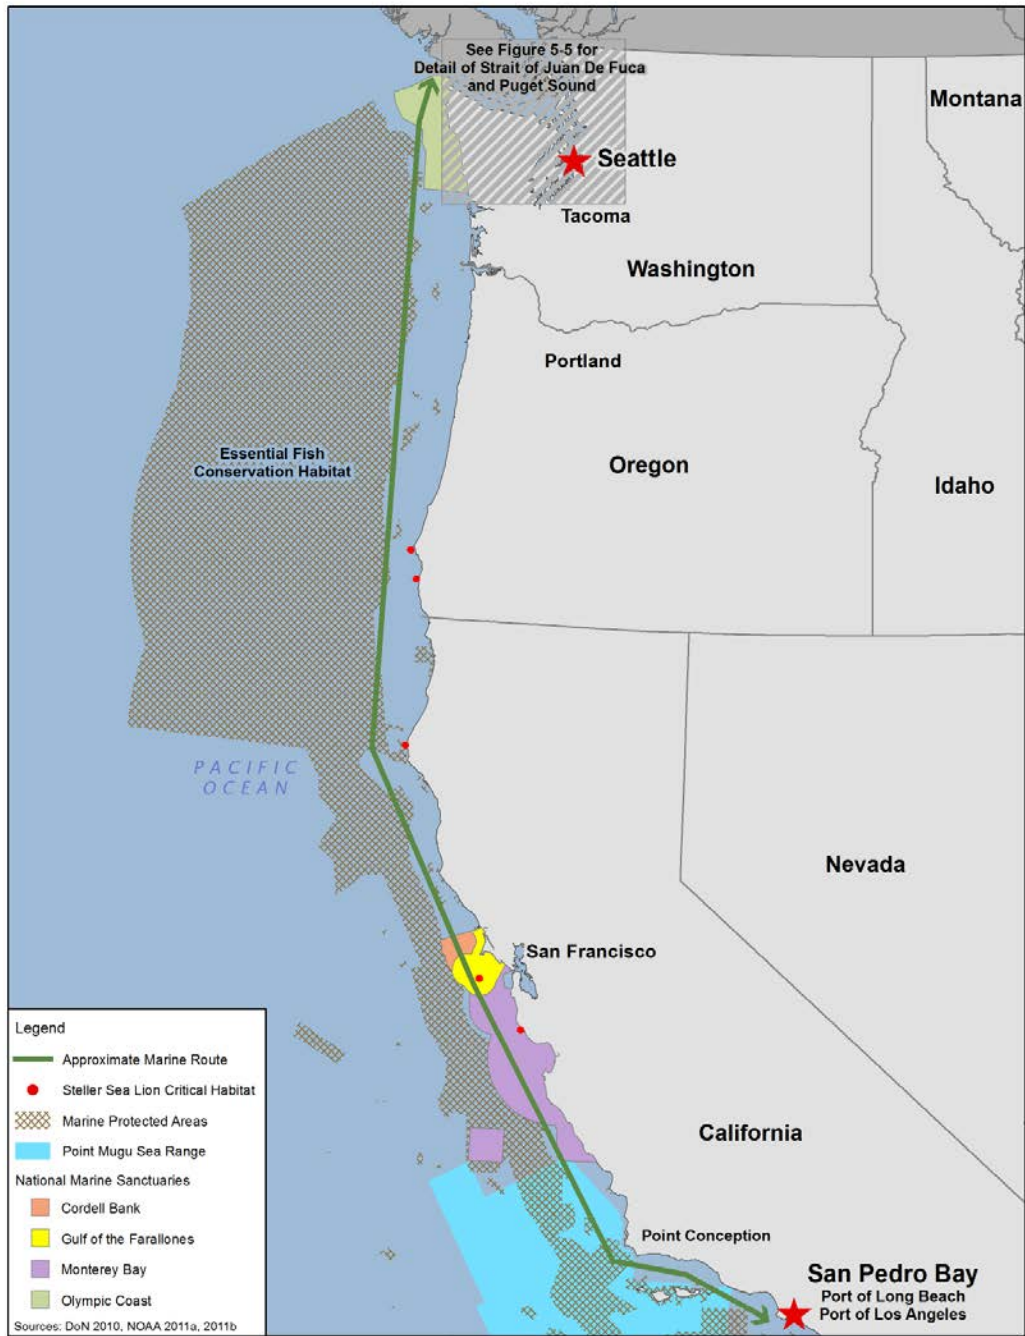 See Figure 5-5 for
Detail of Strait of Juan De Fuca
and Puget Sound
Montana
Seattle
Tacoma
Washington
Portland
Essential Fish
Conservation Habitat
Oregon
Idaho
PACIFIC
OCEAN
Nevada
San Francisco
California
Point Conception
San Pedro Bay
Port of Long Beach
Port of Los Angeles
Legend
Approximate Marine Route
Steller Sea Lion Critical Habitat
Marine Protected Areas
Point Mugu Sea Range
National Marine Sanctuaries
Cordell Bank
Gulf of the Farallones
Monterey Bay
Olympic Coast
Sources: DoN 2010, NOAA 2011a, 2011b